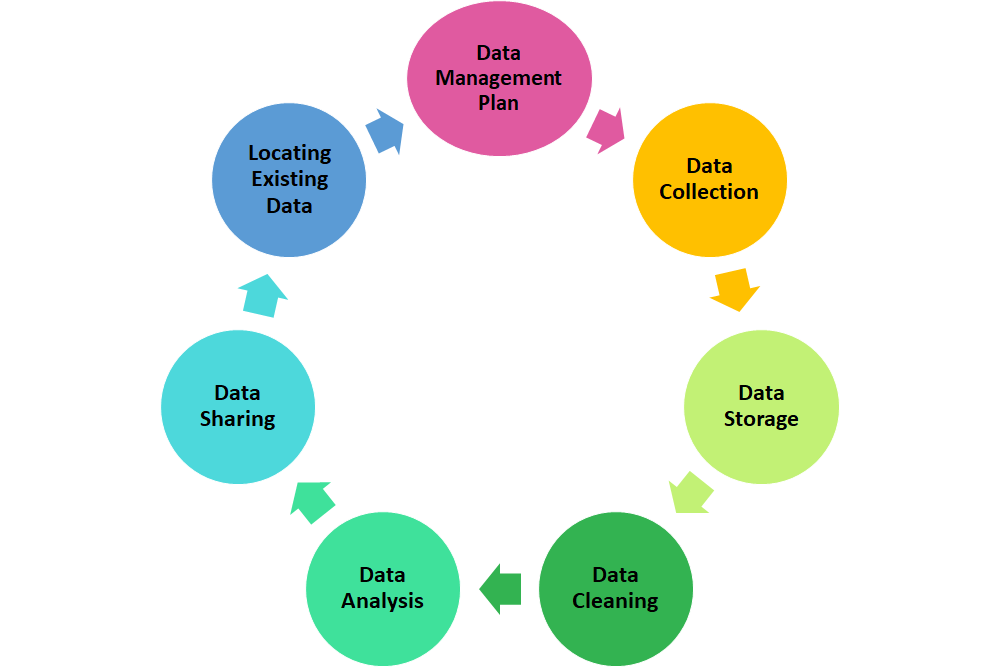 Data
Management
Plan
Data
Collection
Data
Storage
Data
Cleaning
Data
Analysis
Data
Sharing
Locating
Existing
Data